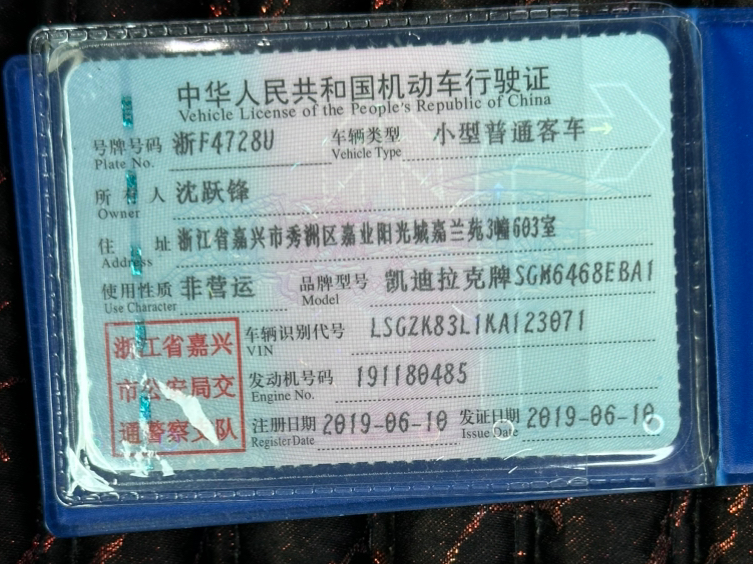 中华人民共和国机动车行驶证
Vehicle License of the People's Republic of China
号牌号码 浙F4728U 车辆类型 小型普通客车
Plate No. Vehicle Type
所有人 沈跃锋
Owner
住址 浙江省嘉兴市秀洲区嘉业阳光城嘉兰苑3幢603室
Address
使用性质 非营运 品牌型号 凯迪拉克牌SGM6468EBA1
Use Character Model
浙江省嘉兴
市公安局交
通警察支队
车辆识别代号 LSGZK83L1KA123071
VIN
发动机号码 191180485
Engine No.
注册日期 2019-06-10 发证日期 2019-06-10
Register Date Issue Date